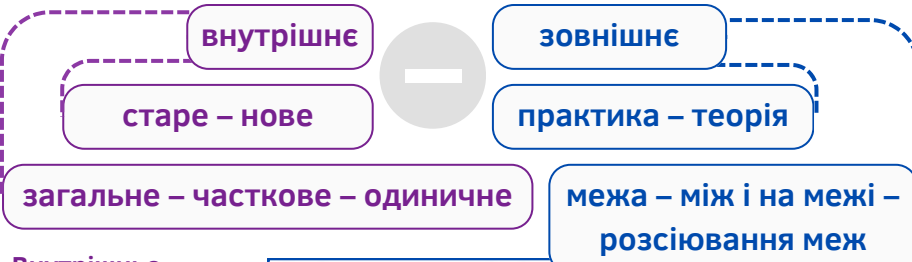 внутрішнє
зовнішнє
старе – нове
практика – теорія
загальне – часткове – одиничне
межа – між і на межі –
розсіювання меж